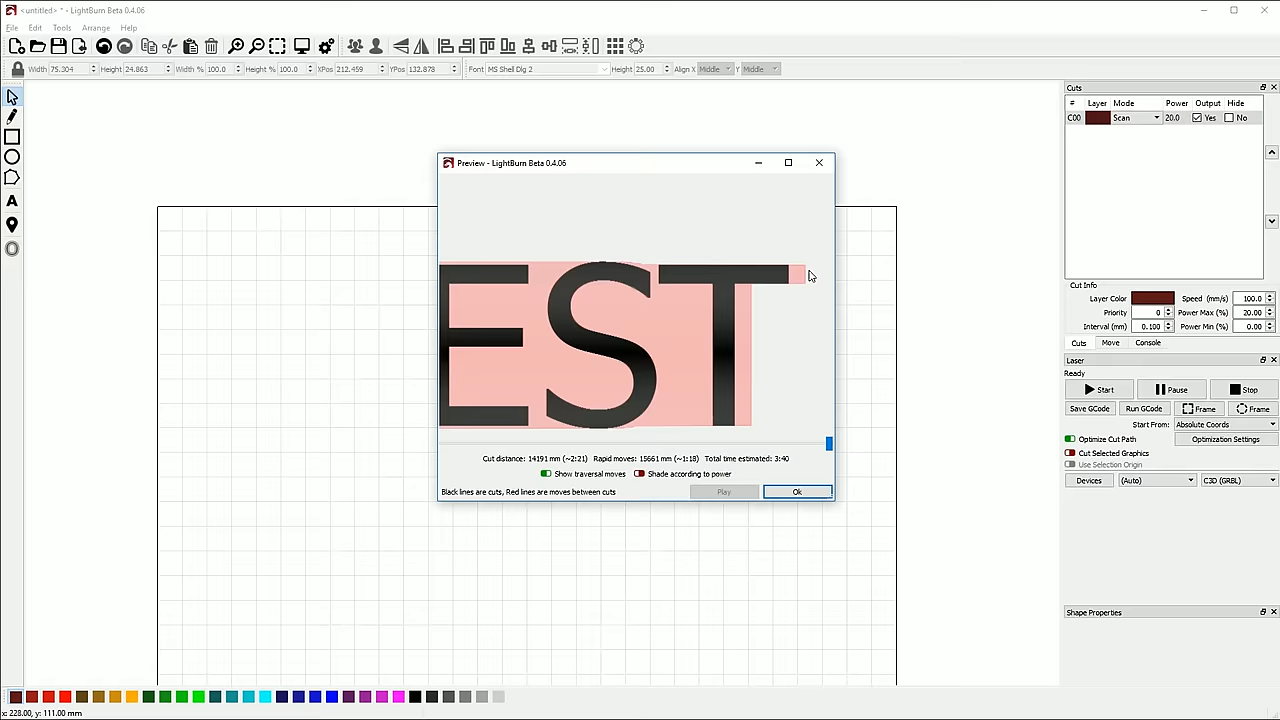 <untitled> * - LightBurn Beta 0.4.06
File Edit Tools Arrange Help
Width 75.304 Height 24.863 Width % 100.0 Height % 100.0 XPos 212.459 YPos 132.878 Font MS Shell Dlg 2 Height 25.00 Align X Middle Y Middle
Cuts
# Layer Mode Power Output Hide
C00 Scan 20.0 Yes No
Preview - LightBurn Beta 0.4.06
EST
Cut distance: 14191 mm (~2:21) Rapid moves: 15661 mm (~1:18) Total time estimated: 3:40
Show traversal moves Shade according to power
Black lines are cuts, Red lines are moves between cuts Play Ok
Cut Info
Layer Color Speed (mm/s) 100.0
Priority 0 Power Max (%) 20.00
Interval (mm) 0.100 Power Min (%) 0.00
Cuts Move Console
Laser
Ready
Start Pause Stop
Save GCode Run GCode Frame Frame
Start From: Absolute Coords
Optimize Cut Path Optimization Settings
Cut Selected Graphics
Use Selection Origin
Devices (Auto) C3D (GRBL)
Shape Properties
x: 228.00, y: 111.00 mm
A